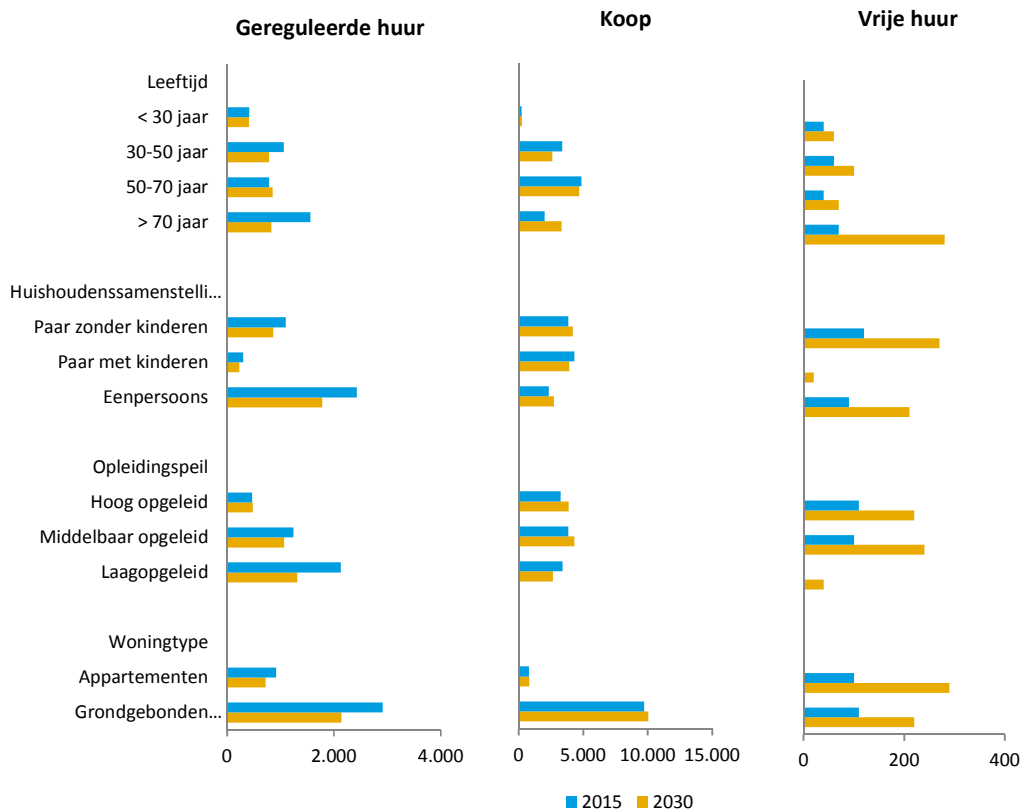 Gereguleerde huur
Koop
Vrije huur
Leeftijd
< 30 jaar
30-50 jaar
50-70 jaar
> 70 jaar
Huishoudenssamenstelli...
Paar zonder kinderen
Paar met kinderen
Eenpersoons
Opleidingspeil
Hoog opgeleid
Middelbaar opgeleid
Laagopgeleid
Woningtype
Appartementen
Grondgebonden...
0 2.000 4.000
0 5.000 10.000 15.000
0 200 400
2015 2030